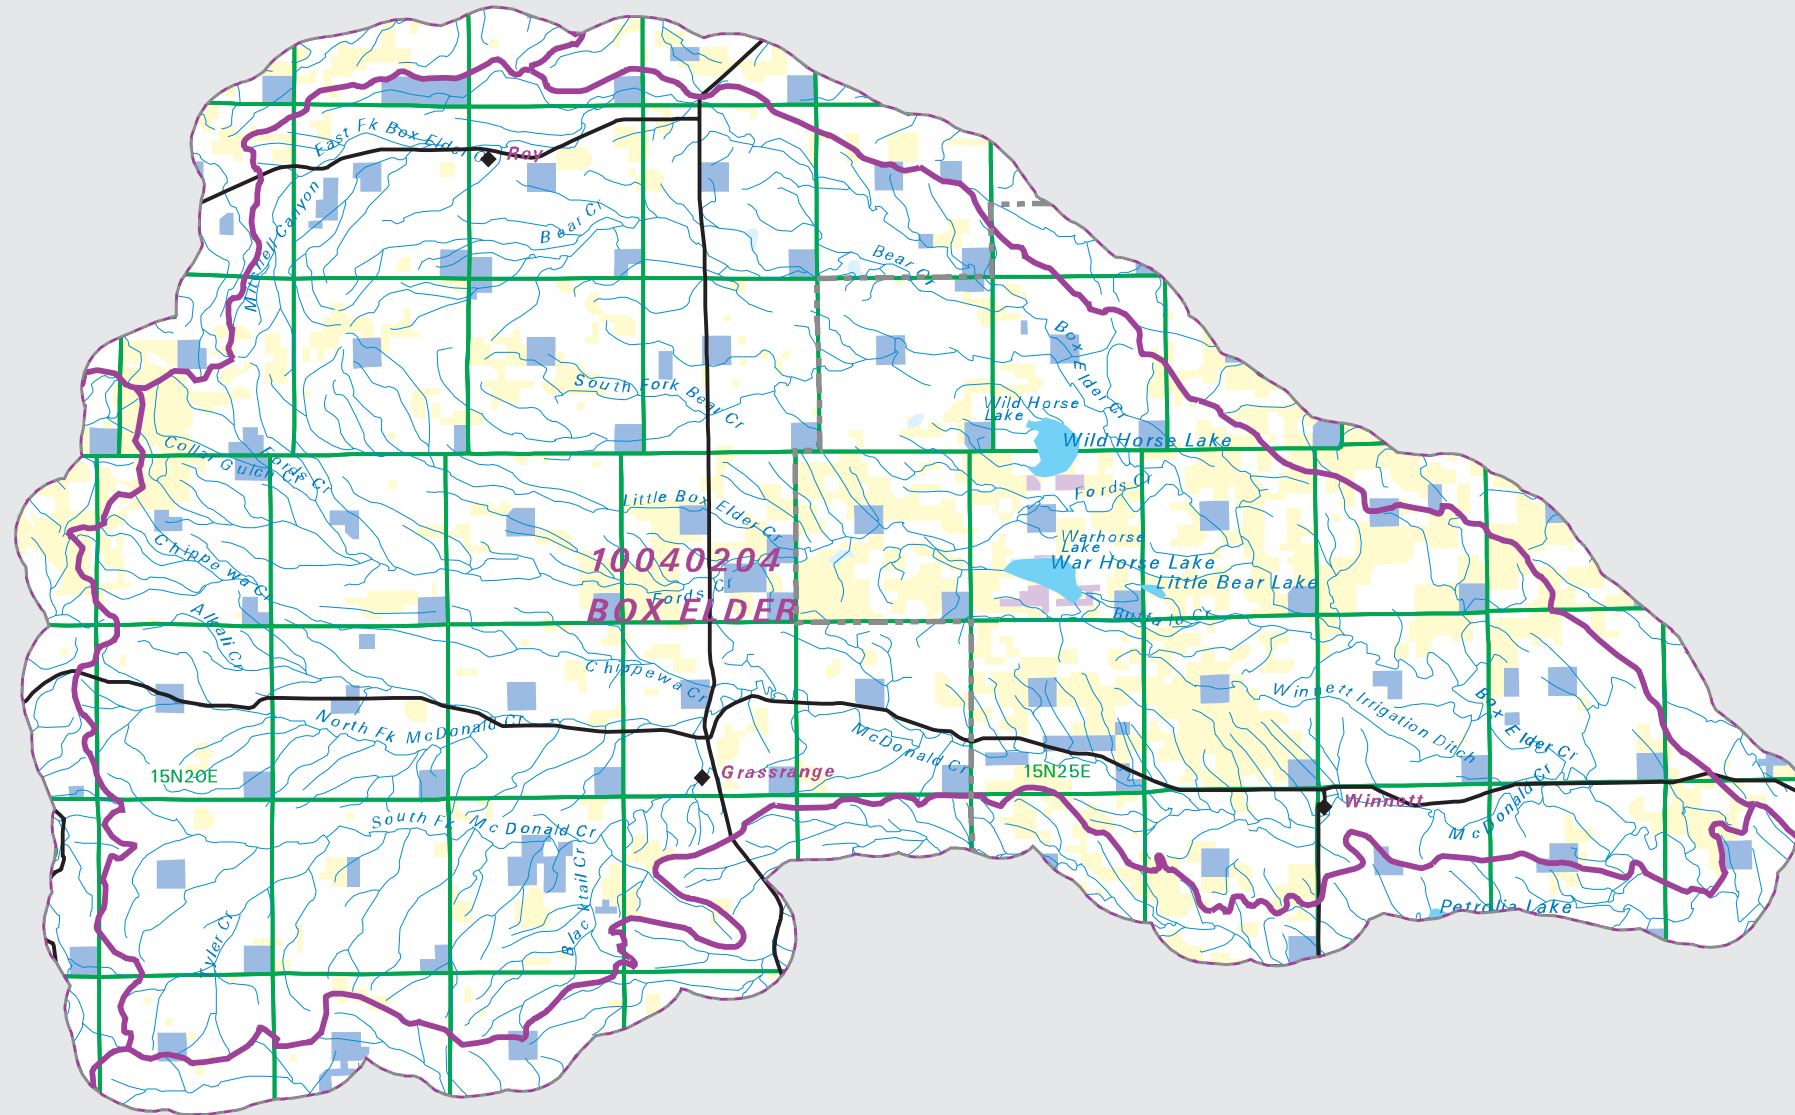 East Fk Box Elder Cr
Roy
Mitchell Canyon
Bear Cr
Bear Cr
Box Elder Cr
South Fork Bear Cr
Wild Horse
Lake
Wild Horse Lake
Collar Gulch
Fords Cr
Fords Cr
Little Box Elder Cr
Warhorse
Lake
War Horse Lake
Little Bear Lake
10040204
BOX ELDER
Fords Cr
Chippewa Cr
Alkali Cr
Buffalo Cr
Chippewa Cr
Winnett Irrigation Ditch
Box Elder Cr
North Fk McDonald Cr
McDonald Cr
15N20E
Grassrange
15N25E
Winnett
McDonald Cr
South Fk McDonald Cr
Blacktail Cr
Tyler Cr
Petrolia Lake